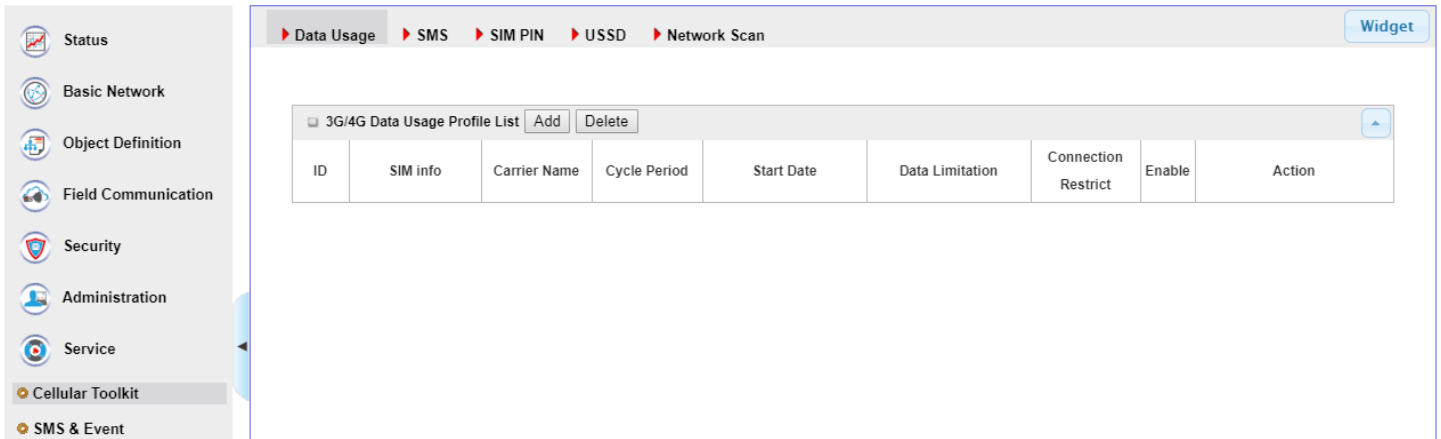 Status
Basic Network
Object Definition
Field Communication
Security
Administration
Service
Cellular Toolkit
SMS & Event
Data Usage SMS SIM PIN USSD Network Scan
Widget
3G/4G Data Usage Profile List Add Delete
ID SIM info Carrier Name Cycle Period Start Date Data Limitation Connection Restrict Enable Action